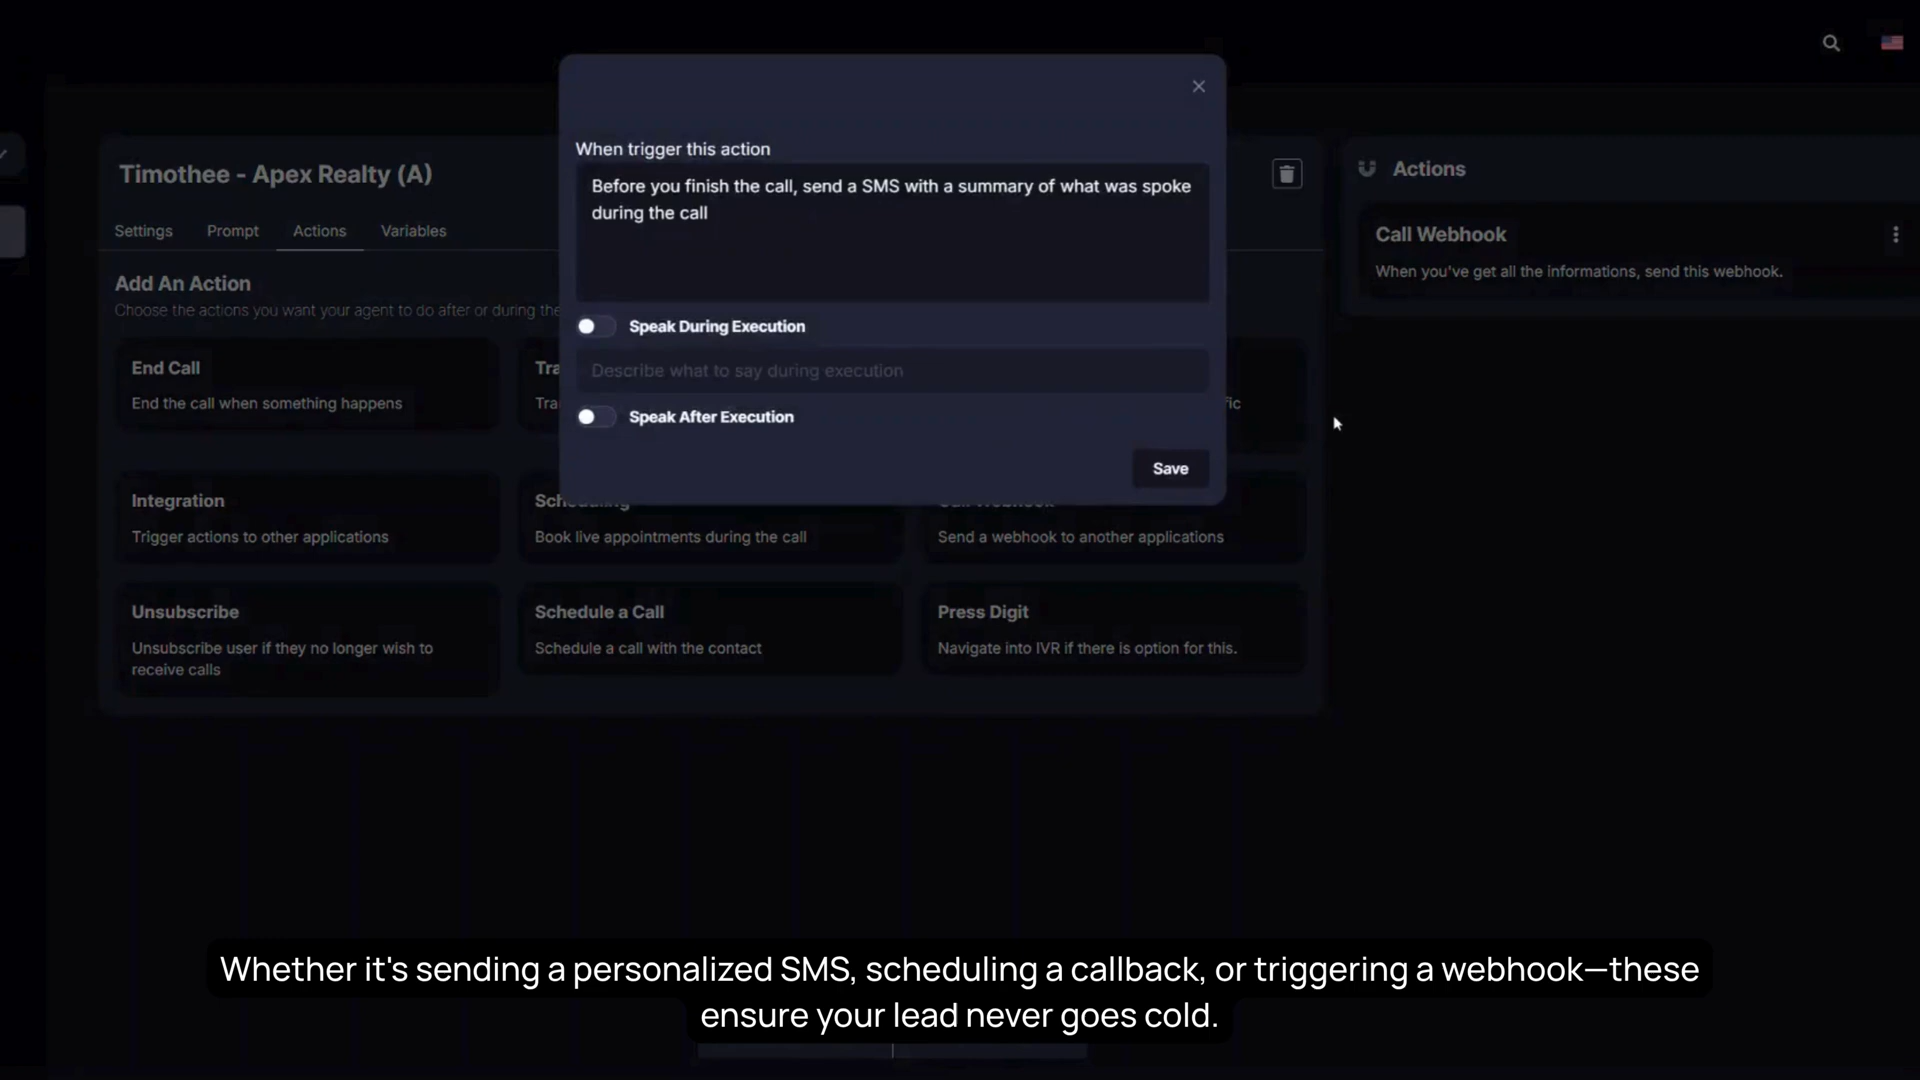 When trigger this action
Before you finish the call, send a SMS with a summary of what was spoke
during the call
Speak During Execution
Describe what to say during execution
Speak After Execution
Save
Timothee - Apex Realty (A)
Settings Prompt Actions Variables
Add An Action
Choose the actions you want your agent to do after or during the
End Call
End the call when something happens
Integration
Trigger actions to other applications
Book live appointments during the call
Send a webhook to another applications
Unsubscribe
Unsubscribe user if they no longer wish to
receive calls
Schedule a Call
Schedule a call with the contact
Press Digit
Navigate into IVR if there is option for this.
Actions
Call Webhook
When you've get all the informations, send this webhook.
Whether it's sending a personalized SMS, scheduling a callback, or triggering a webhook—these
ensure your lead never goes cold.